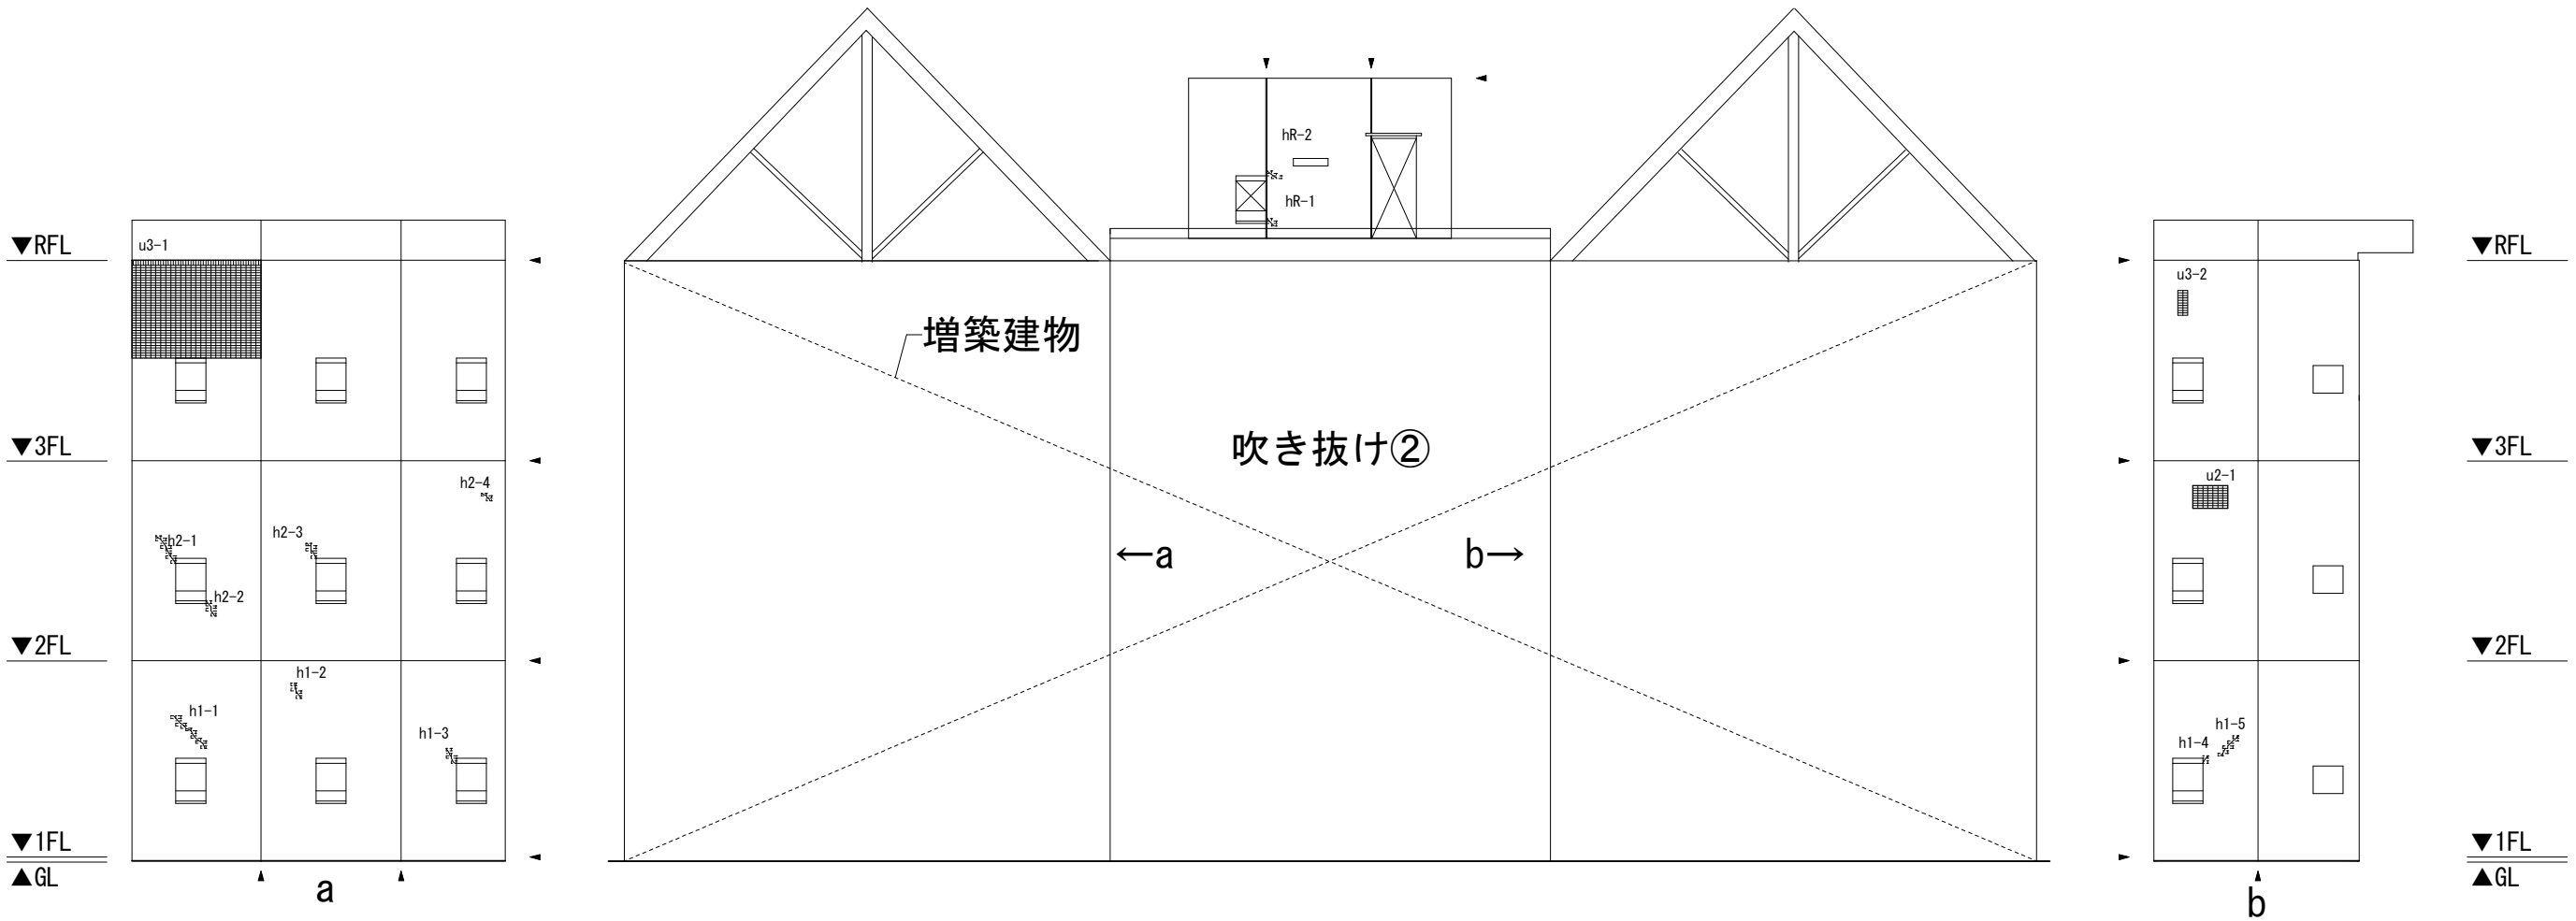 hR-2
hR-1
▼RFL
u3-1
u3-2
▼RFL
増築建物
▼3FL
吹き抜け②
▼3FL
h2-4
u2-1
h2-1
h2-3
←a
b→
h2-2
▼2FL
▼2FL
h1-2
h1-1
h1-3
h1-4
h1-5
▼1FL
▼1FL
▲GL
a
b
▲GL